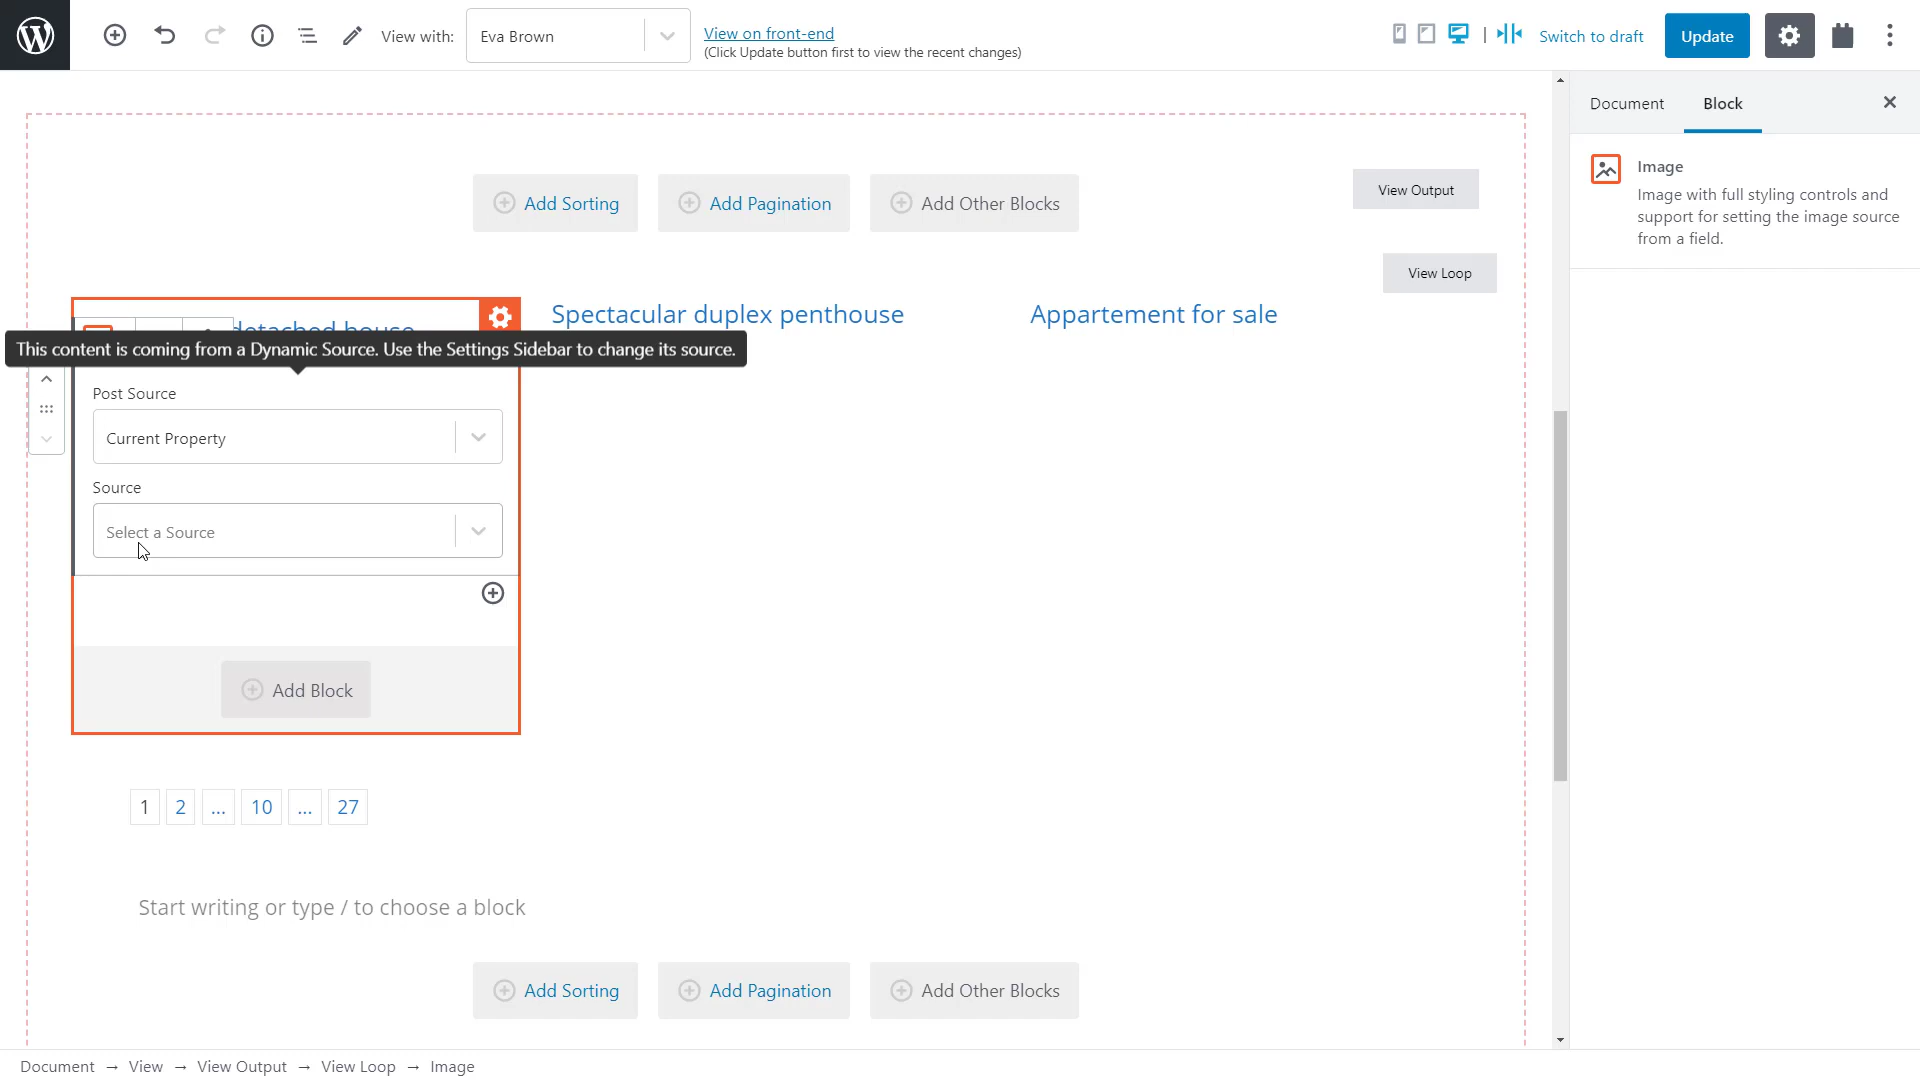 View with:
Eva Brown
View on front-end
(Click Update button first to view the recent changes)
Switch to draft
Update
Document
Block
Image
Image with full styling controls and
support for setting the image source
from a field.
Add Sorting
Add Pagination
Add Other Blocks
View Output
View Loop
detached house
Spectacular duplex penthouse
Appartement for sale
This content is coming from a Dynamic Source. Use the Settings Sidebar to change its source.
Post Source
Current Property
Source
Select a Source
Add Block
1 2 ... 10 ... 27
Start writing or type / to choose a block
Add Sorting
Add Pagination
Add Other Blocks
Document → View → View Output → View Loop → Image